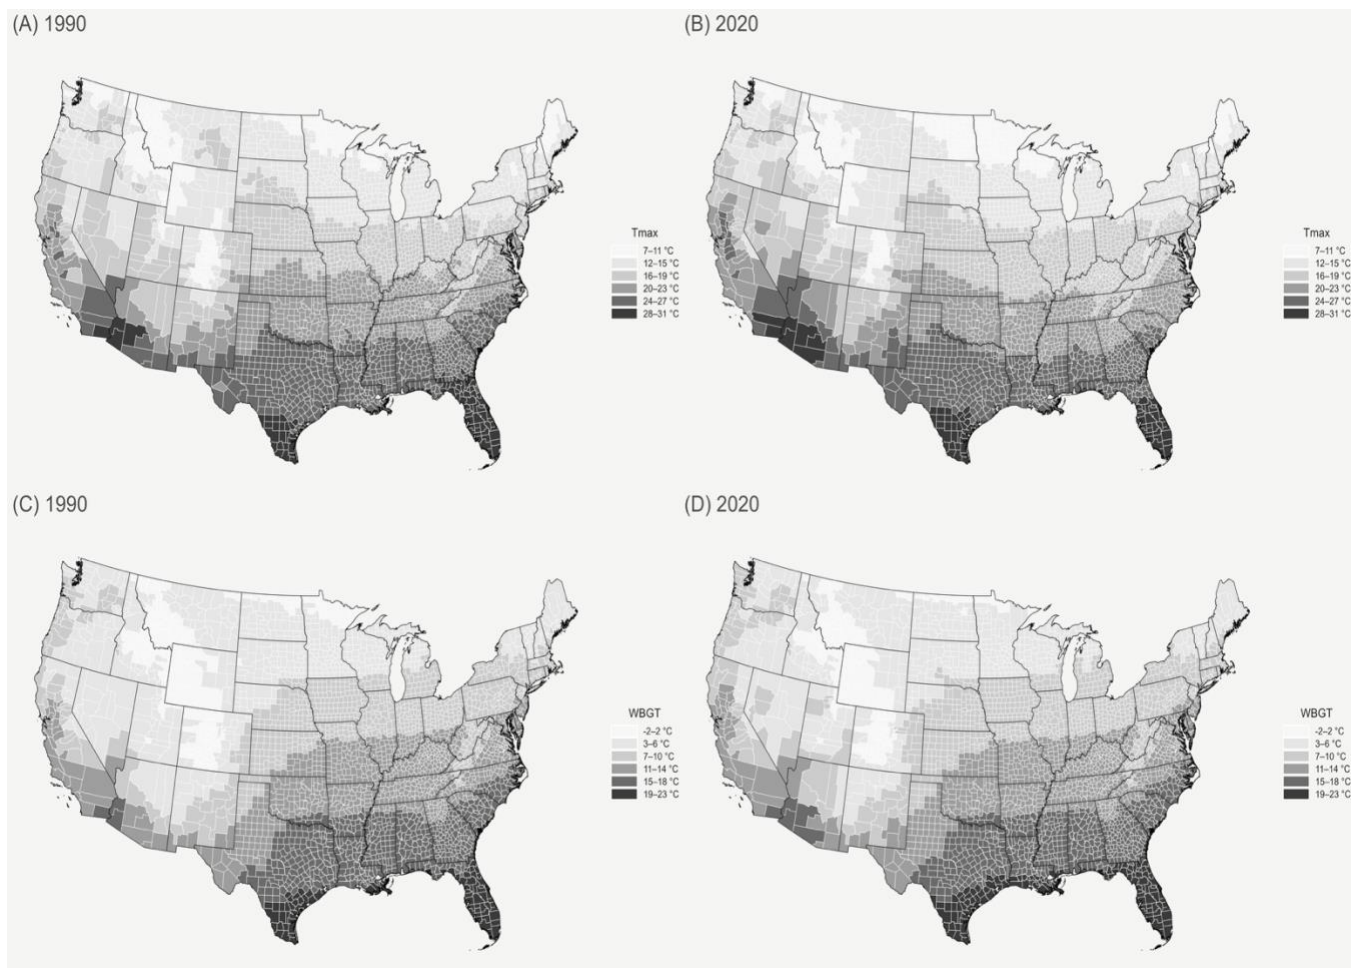 (A) 1990
(B) 2020
Tmax
7–11 °C
12–15 °C
16–19 °C
20–23 °C
24–27 °C
28–31 °C
Tmax
7–11 °C
12–15 °C
16–19 °C
20–23 °C
24–27 °C
28–31 °C
(C) 1990
(D) 2020
WBGT
-2–2 °C
3–6 °C
7–10 °C
11–14 °C
15–18 °C
19–23 °C
WBGT
-2–2 °C
3–6 °C
7–10 °C
11–14 °C
15–18 °C
19–23 °C